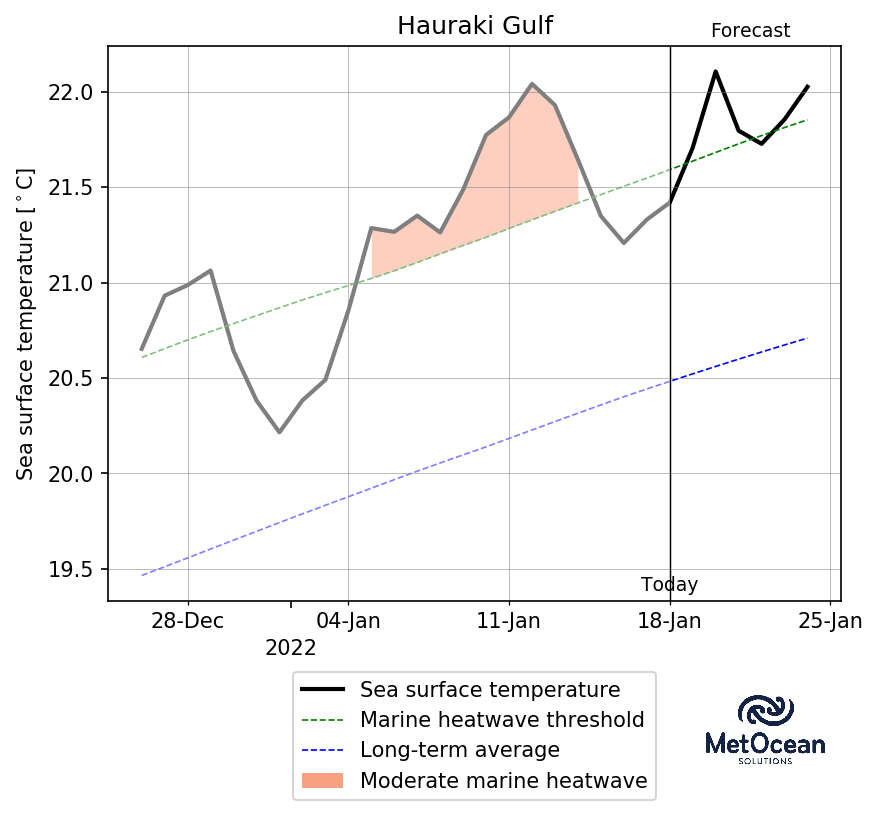 Hauraki Gulf
Forecast
Sea surface temperature [°C]
22.0
21.5
21.0
20.5
20.0
19.5
Today
28-Dec 04-Jan 11-Jan 18-Jan 25-Jan
2022
Sea surface temperature
Marine heatwave threshold
Long-term average
Moderate marine heatwave
MetOcean
SOLUTIONS